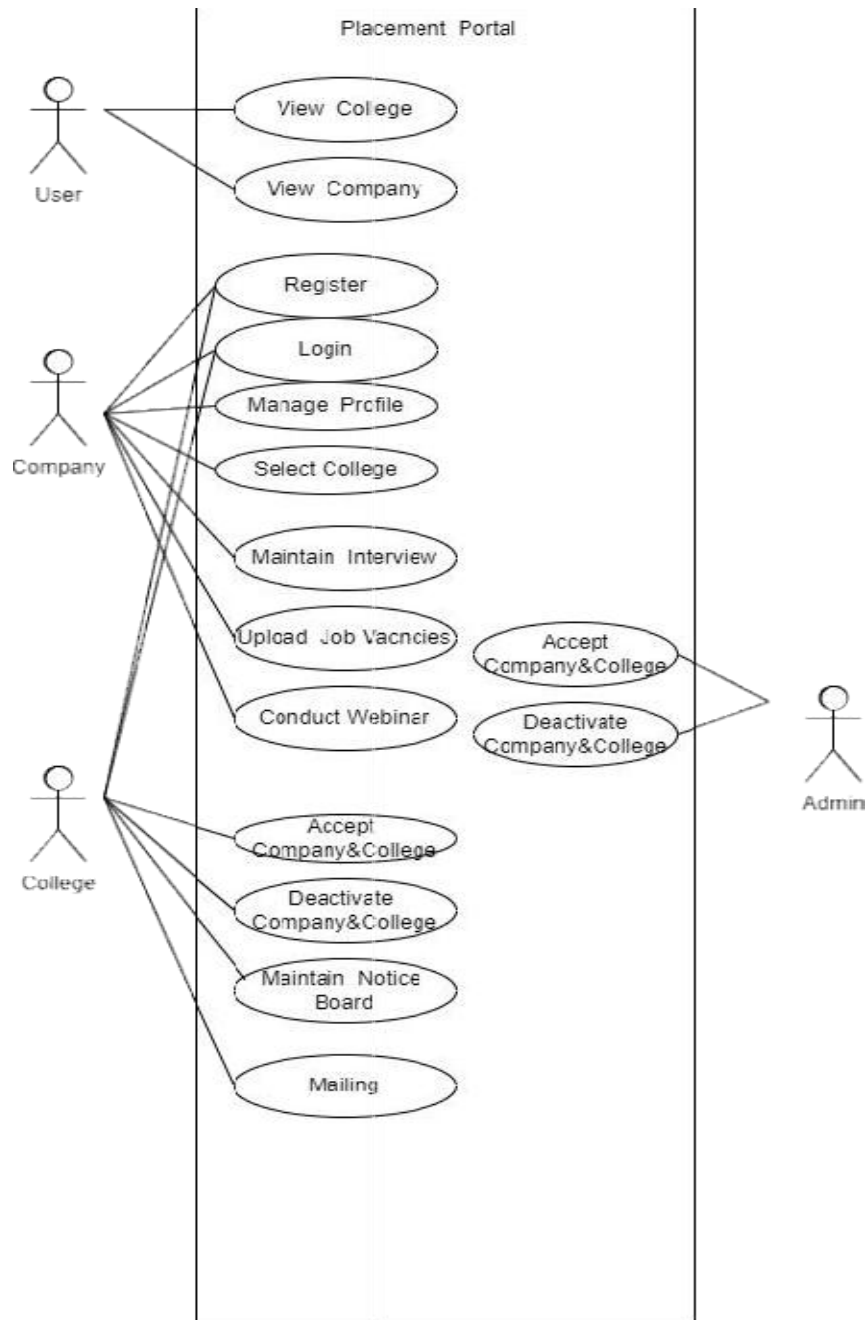 Placement Portal
View College
User
View Company
Register
Login
Company
Manage Profile
Select College
Maintain Interview
Upload Job Vacncies
Accept
Company&College
Conduct Webinar
Deactivate
Company&College
Admin
College
Accept
Company&College
Deactivate
Company&College
Maintain Notice
Board
Mailing